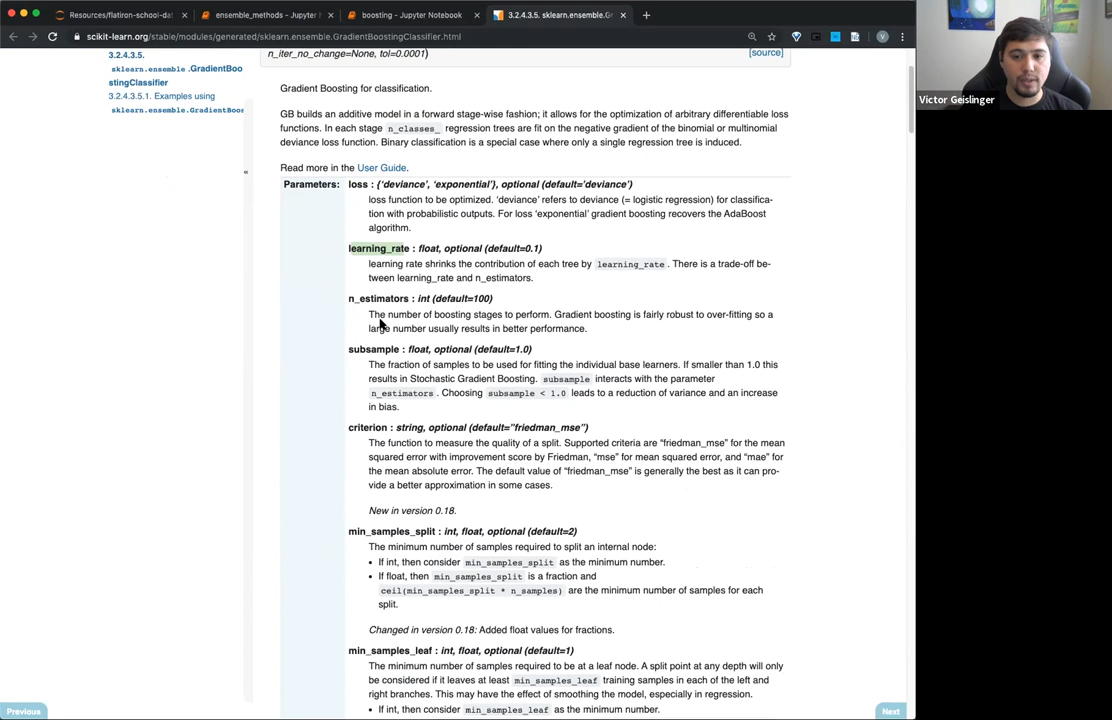 Resources/flatiron-school-dat
ensemble_methods - Jupyter N
boosting - Jupyter Notebook
3.2.4.3.5. sklearn.ensemble.Gr
scikit-learn.org/stable/modules/generated/sklearn.ensemble.GradientBoostingClassifier.html
V
3.2.4.3.5.
sklearn.ensemble.GradientBoo
stingClassifier
3.2.4.3.5.1. Examples using
sklearn.ensemble.GradientBoos
«
n_iter_no_change=None, tol=0.0001)
[source]
Gradient Boosting for classification.
GB builds an additive model in a forward stage-wise fashion; it allows for the optimization of arbitrary differentiable loss
functions. In each stage n_classes_ regression trees are fit on the negative gradient of the binomial or multinomial
deviance loss function. Binary classification is a special case where only a single regression tree is induced.
Read more in the User Guide.
Parameters:
loss : {'deviance', 'exponential'}, optional (default='deviance')
loss function to be optimized. 'deviance' refers to deviance (= logistic regression) for classifica-
tion with probabilistic outputs. For loss 'exponential' gradient boosting recovers the AdaBoost
algorithm.
learning_rate : float, optional (default=0.1)
learning rate shrinks the contribution of each tree by learning_rate. There is a trade-off be-
tween learning_rate and n_estimators.
n_estimators : int (default=100)
The number of boosting stages to perform. Gradient boosting is fairly robust to over-fitting so a
large number usually results in better performance.
subsample : float, optional (default=1.0)
The fraction of samples to be used for fitting the individual base learners. If smaller than 1.0 this
results in Stochastic Gradient Boosting. subsample interacts with the parameter
n_estimators. Choosing subsample < 1.0 leads to a reduction of variance and an increase
in bias.
criterion : string, optional (default="friedman_mse")
The function to measure the quality of a split. Supported criteria are "friedman_mse" for the mean
squared error with improvement score by Friedman, "mse" for mean squared error, and "mae" for
the mean absolute error. The default value of "friedman_mse" is generally the best as it can pro-
vide a better approximation in some cases.
New in version 0.18.
min_samples_split : int, float, optional (default=2)
The minimum number of samples required to split an internal node:
• If int, then consider min_samples_split as the minimum number.
• If float, then min_samples_split is a fraction and
ceil(min_samples_split * n_samples) are the minimum number of samples for each
split.
Changed in version 0.18: Added float values for fractions.
min_samples_leaf : int, float, optional (default=1)
The minimum number of samples required to be at a leaf node. A split point at any depth will only
be considered if it leaves at least min_samples_leaf training samples in each of the left and
right branches. This may have the effect of smoothing the model, especially in regression.
• If int, then consider min_samples_leaf as the minimum number.
Previous
Next
Victor Geislinger